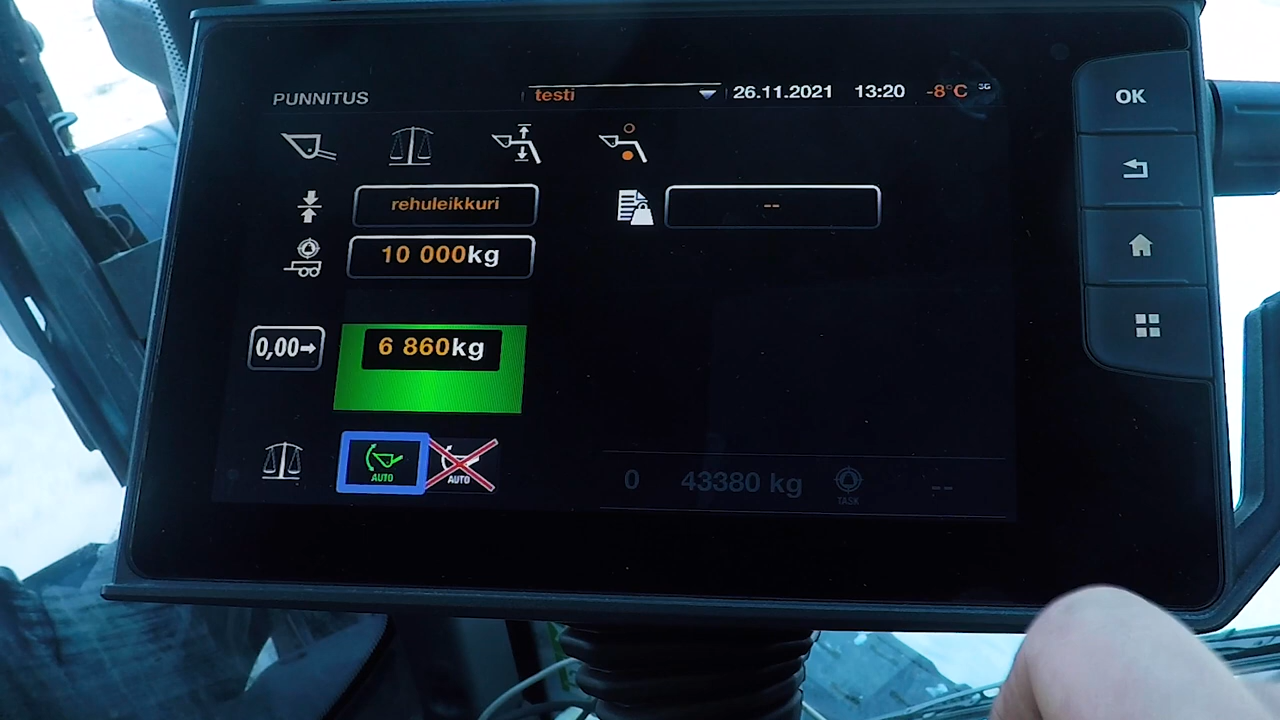 PUNNITUS testi 26.11.2021 13:20 -8°C
OK
rehuleikkuri --
10 000kg
0,00→ 6 860kg
AUTO AUTO
0 43380 kg TASK --